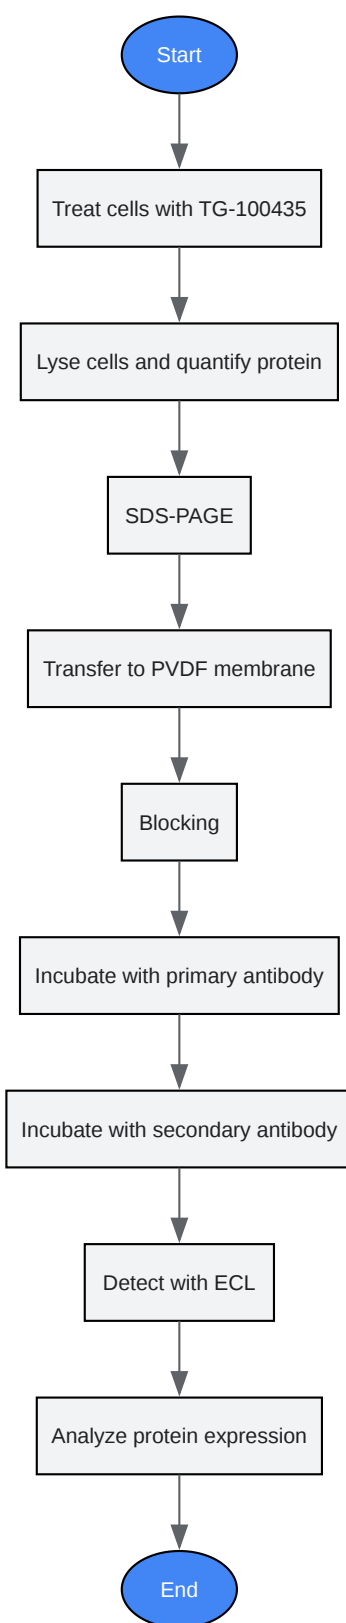 Start
Treat cells with TG-100435
Lyse cells and quantify protein
SDS-PAGE
Transfer to PVDF membrane
Blocking
Incubate with primary antibody
Incubate with secondary antibody
Detect with ECL
Analyze protein expression
End